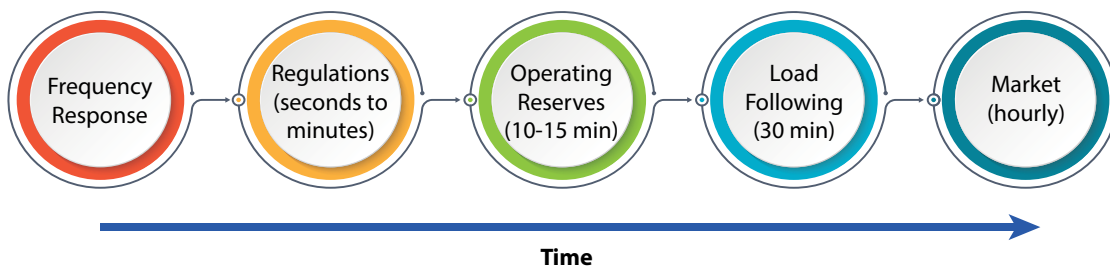 Frequency
Response
Regulations
(seconds to
minutes)
Operating
Reserves
(10-15 min)
Load
Following
(30 min)
Market
(hourly)
Time